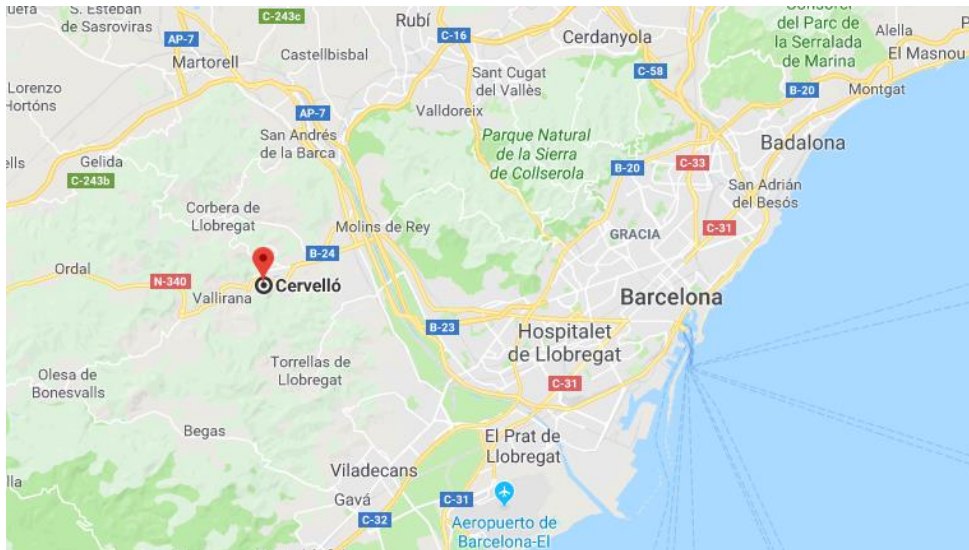 C-243c
S. Esteban
de Sasroviras
Rubí
Consorci
del Parc de
la Serralada
de Marina
Alella
AP-7
C-16
Cerdanyola
El Masnou
Martorell
Castellbisbal
Sant Cugat
del Vallès
C-58
Lorenzo
Hortóns
Valldoreix
B-20
Montgat
AP-7
San Andrés
de la Barca
Parque Natural
de la Sierra
de Collserola
Badalona
Gelida
C-243b
B-20
C-33
San Adrián
del Besós
Corbera de
Llobregat
Molins de Rey
GRACIA
C-31
B-24
Ordal
N-340
Cervelló
Vallirana
Barcelona
B-23
Hospitalet
de Llobregat
Torrellas de
Llobregat
Olesa de
Bonesvalls
C-31
Begas
El Prat de
Llobregat
Viladecans
Gavá
C-31
C-32
Aeropuerto de
Barcelona-El